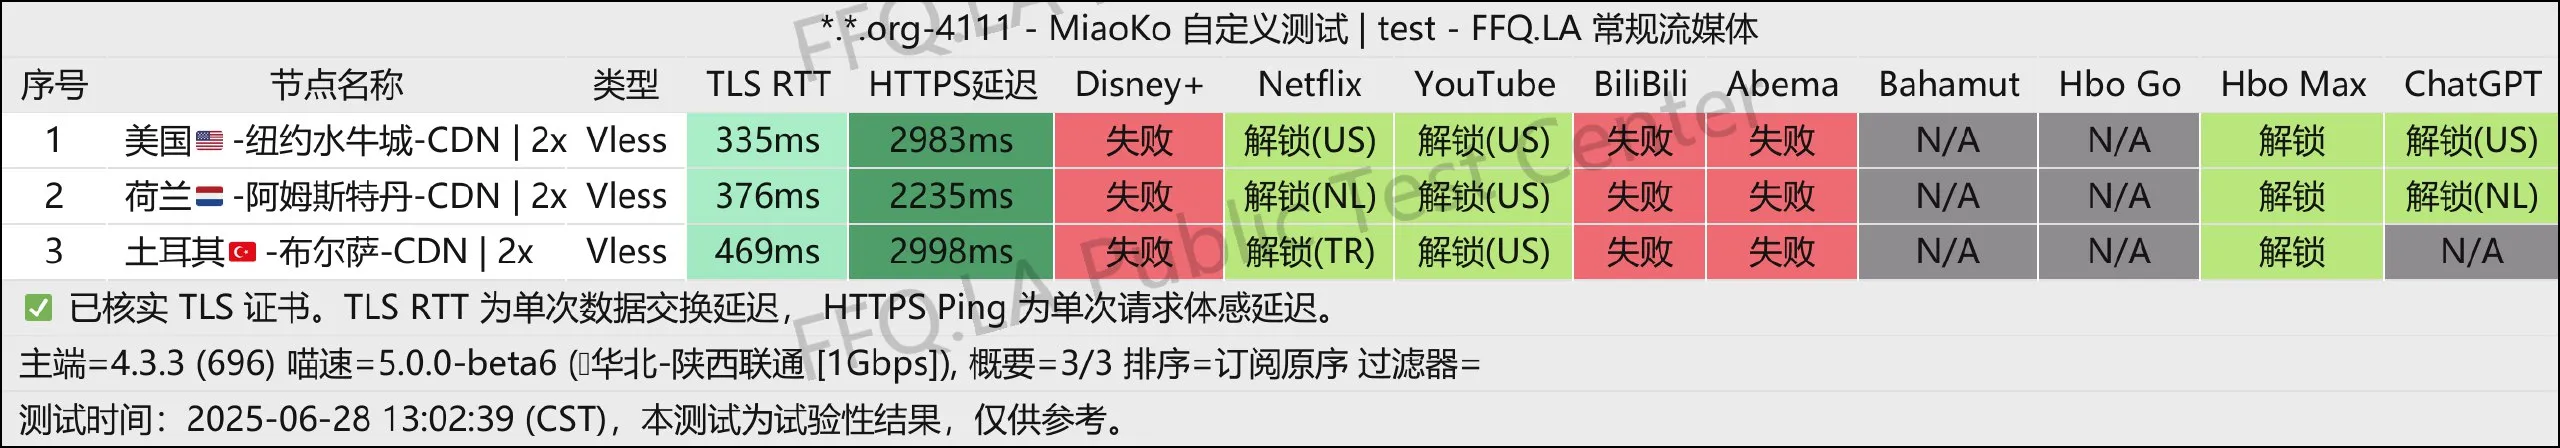 *.*.org-4111 - MiaoKo 自定义测试 | test - FFQ.LA 常规流媒体
序号 节点名称 类型 TLS RTT HTTPS延迟 Disney+ Netflix YouTube BiliBili Abema Bahamut Hbo Go Hbo Max ChatGPT
1 美国🇺🇸-纽约水牛城-CDN | 2x Vless 335ms 2983ms 失败 解锁(US) 解锁(US) 失败 失败 N/A N/A 解锁 解锁(US)
2 荷兰🇳🇱-阿姆斯特丹-CDN | 2x Vless 376ms 2235ms 失败 解锁(NL) 解锁(US) 失败 失败 N/A N/A 解锁 解锁(NL)
3 土耳其🇹🇷-布尔萨-CDN | 2x Vless 469ms 2998ms 失败 解锁(TR) 解锁(US) 失败 失败 N/A N/A 解锁 N/A
✅ 已核实 TLS 证书。TLS RTT 为单次数据交换延迟， HTTPS Ping 为单次请求体感延迟。
主端=4.3.3 (696) 喵速=5.0.0-beta6 (华北-陕西联通 [1Gbps]), 概要=3/3 排序=订阅原序 过滤器=
测试时间：2025-06-28 13:02:39 (CST)，本测试为试验性结果，仅供参考。
FFQ.LA Public Test Center